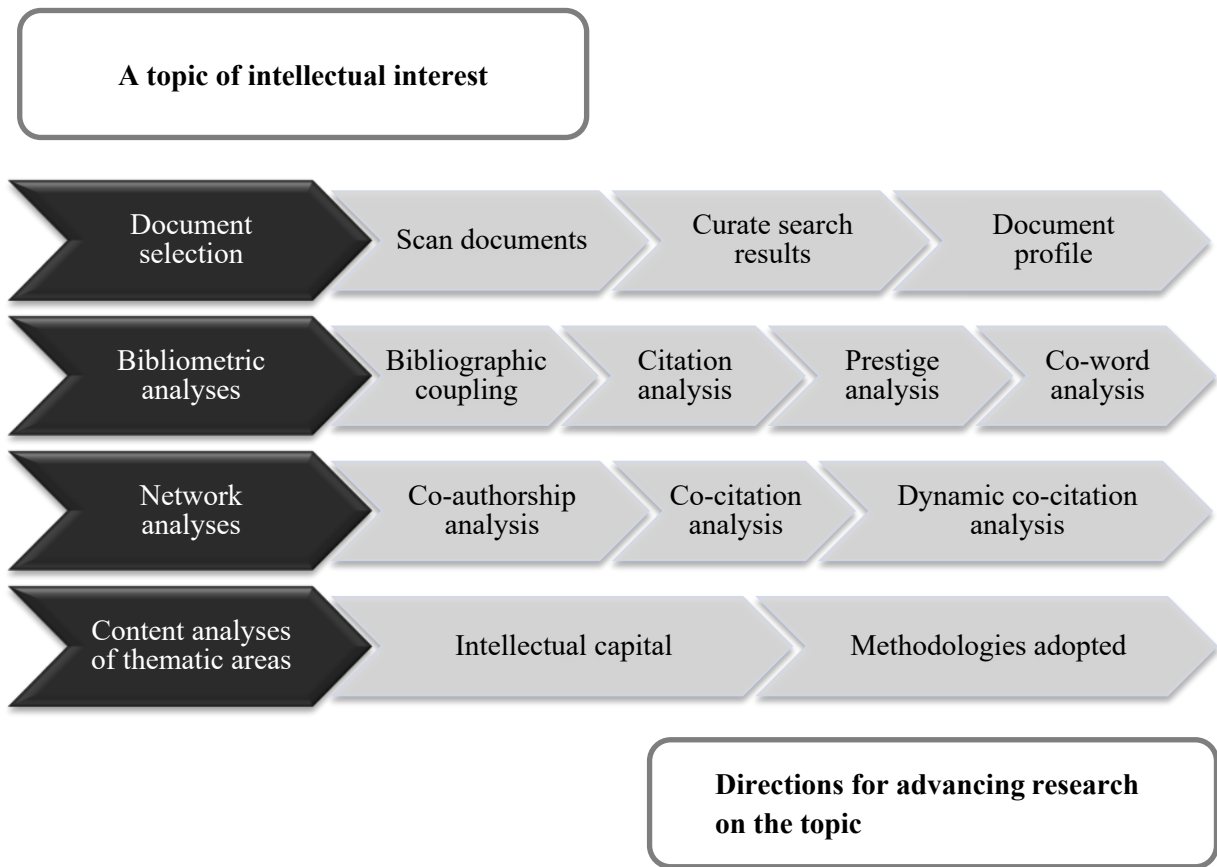 A topic of intellectual interest
Document
selection
Scan documents
Curate search
results
Document
profile
Bibliometric
analyses
Bibliographic
coupling
Citation
analysis
Prestige
analysis
Co-word
analysis
Network
analyses
Co-authorship
analysis
Co-citation
analysis
Dynamic co-citation
analysis
Content analyses
of thematic areas
Intellectual capital
Methodologies adopted
Directions for advancing research
on the topic